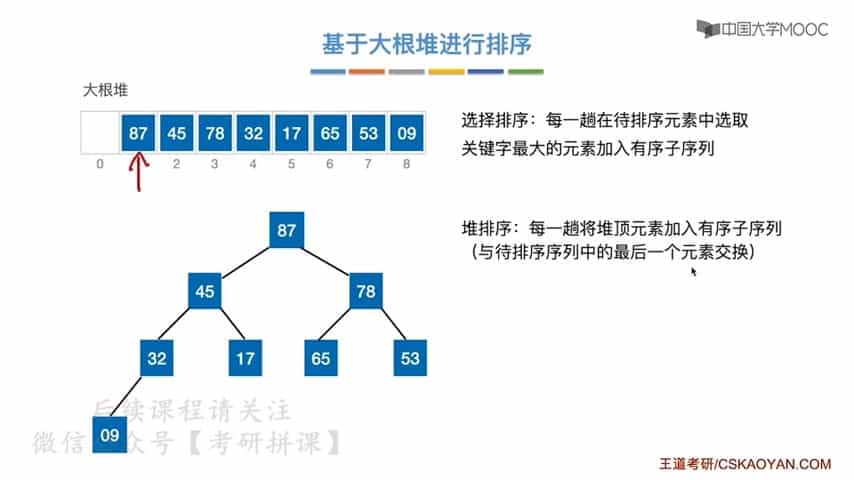 中国大学MOOC
基于大根堆进行排序
大根堆
87 45 78 32 17 65 53 09
0 2 3 4 5 6 7 8
选择排序：每一趟在待排序元素中选取
关键字最大的元素加入有序子序列
堆排序：每一趟将堆顶元素加入有序子序列
（与待排序序列中的最后一个元素交换）
87
45 78
32 17 65 53
09
后续课程请关注
微信 众号【考研拼课】
王道考研/CSKAOYAN.COM